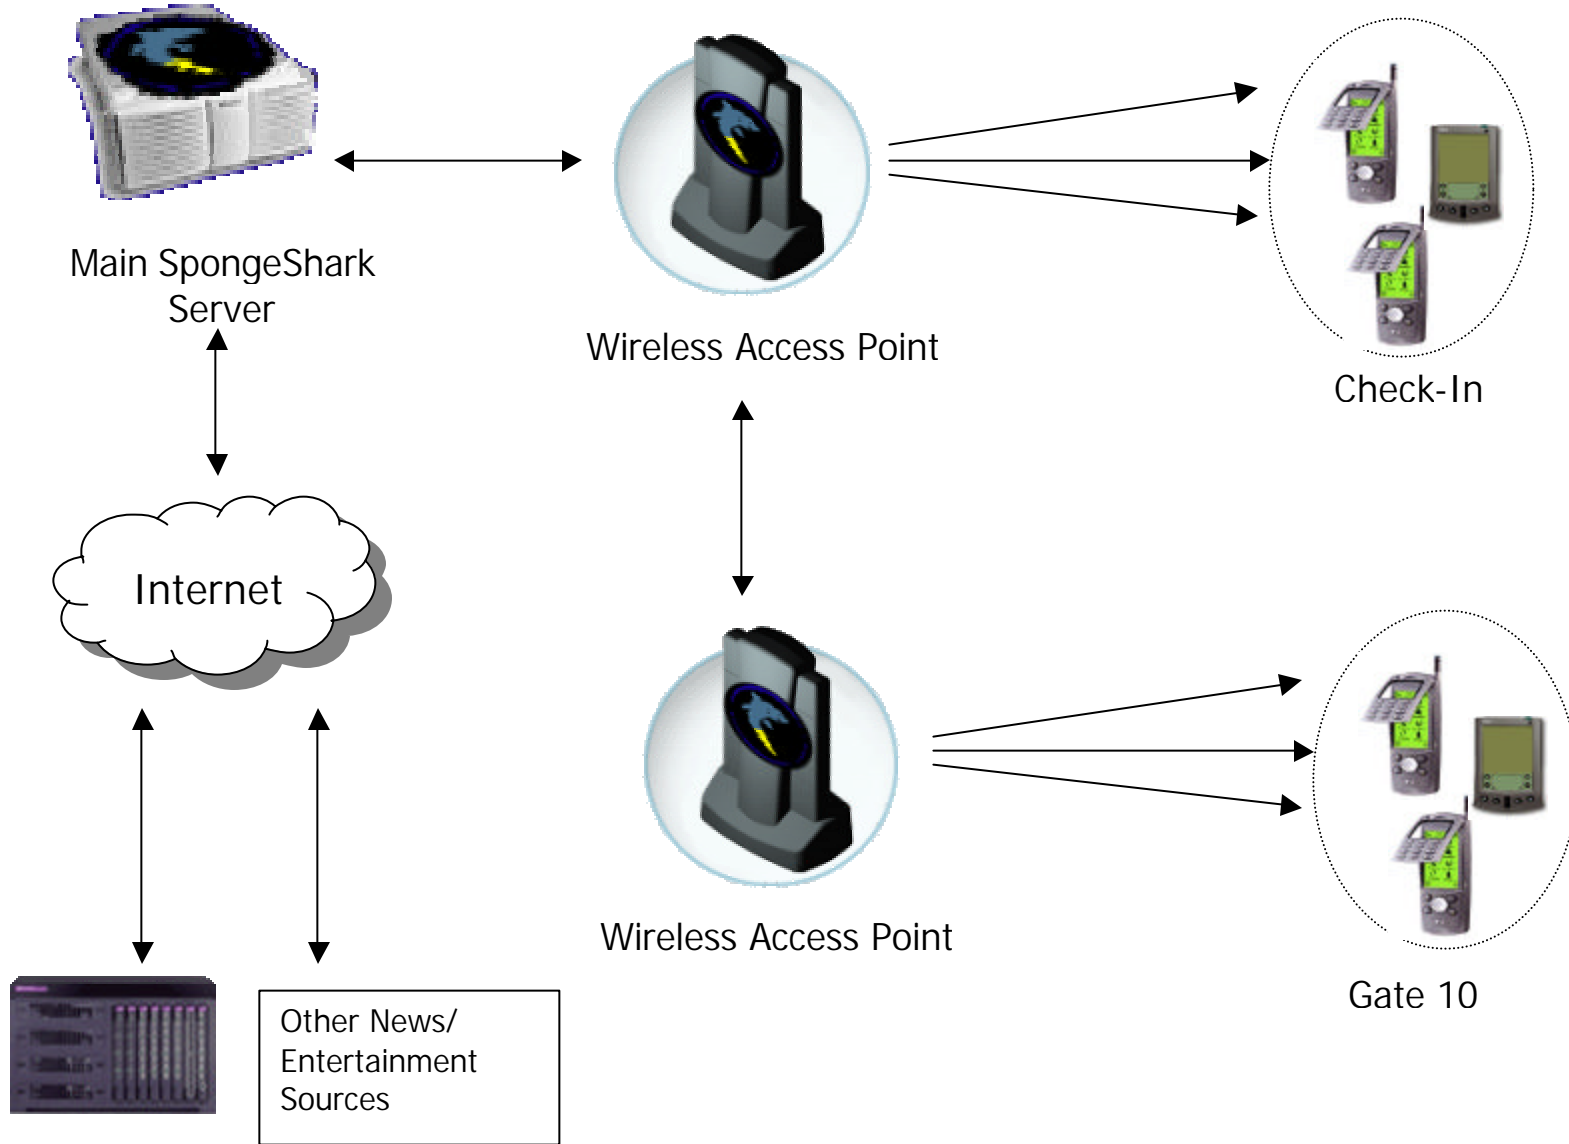 Main SpongeShark
Server
Wireless Access Point
Check-In
Internet
Wireless Access Point
Gate 10
Other News/
Entertainment
Sources